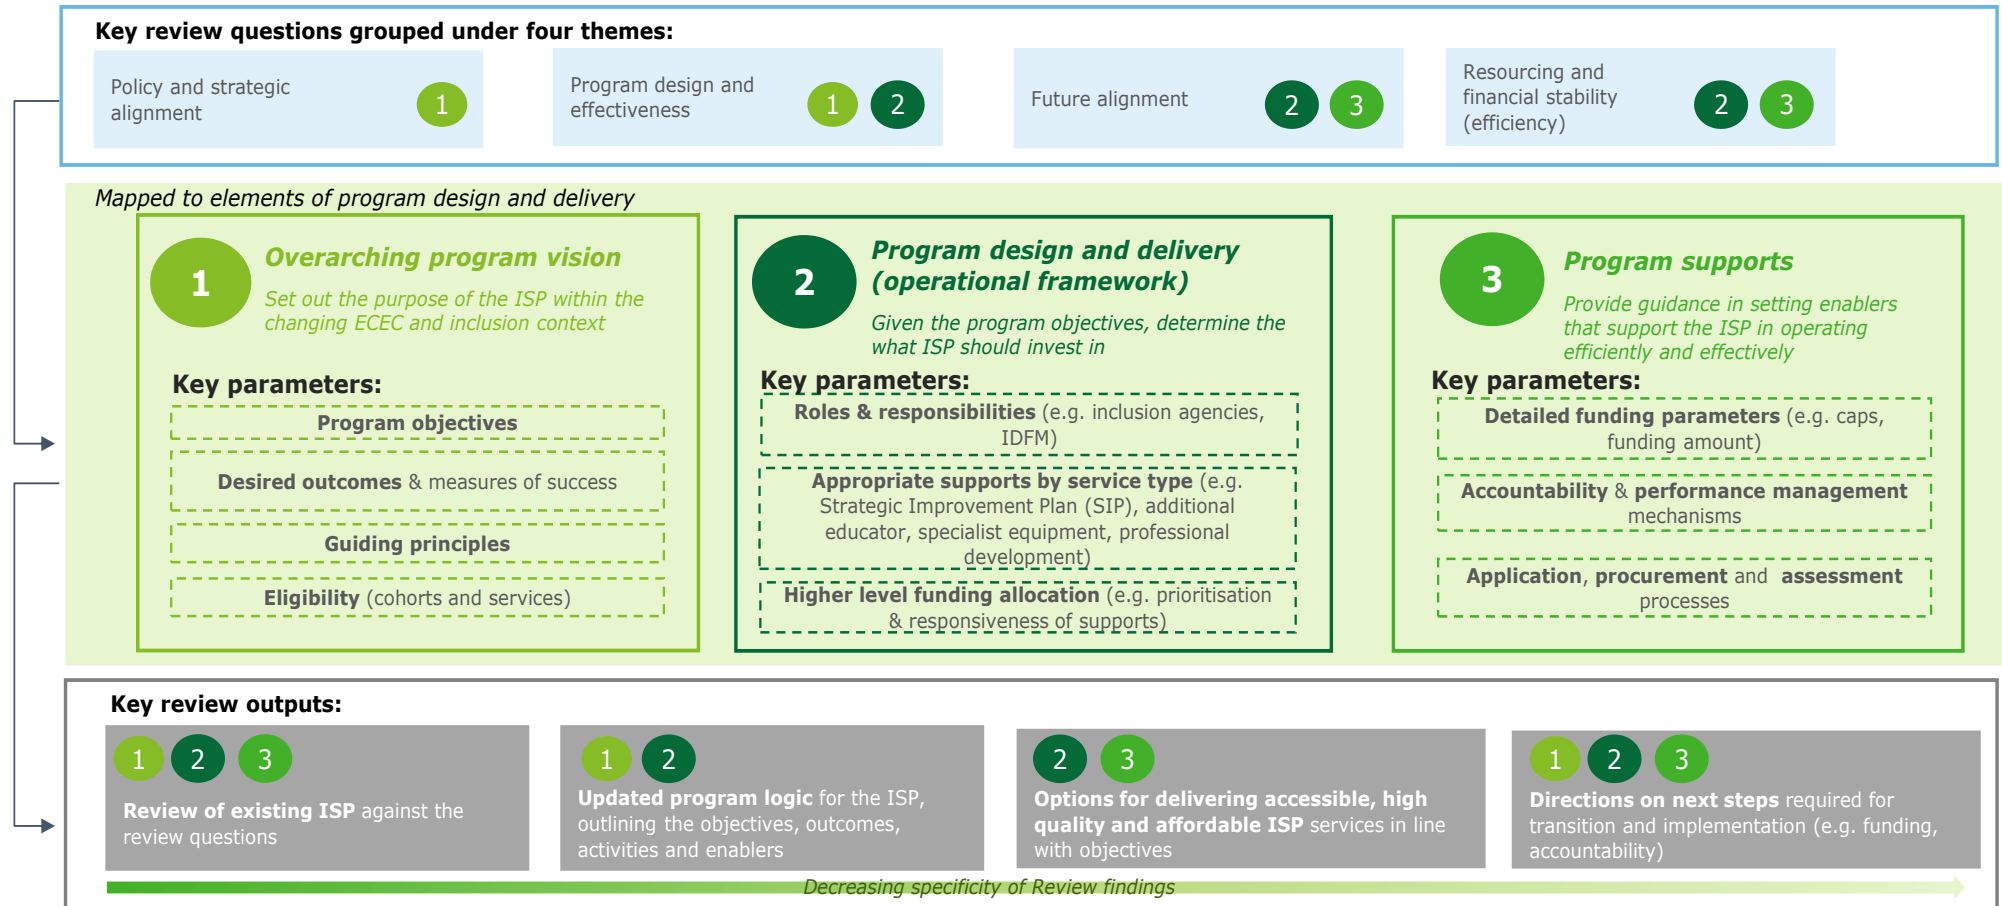 Key review questions grouped under four themes:
Policy and strategic
alignment
1
Program design and
effectiveness
1 2
Future alignment
2 3
Resourcing and
financial stability
(efficiency)
2 3
Mapped to elements of program design and delivery
1
Overarching program vision
Set out the purpose of the ISP within the
changing ECEC and inclusion context
Key parameters:
Program objectives
Desired outcomes & measures of success
Guiding principles
Eligibility (cohorts and services)
2
Program design and delivery
(operational framework)
Given the program objectives, determine the
what ISP should invest in
Key parameters:
Roles & responsibilities (e.g. inclusion agencies,
IDFM)
Appropriate supports by service type (e.g.
Strategic Improvement Plan (SIP), additional
educator, specialist equipment, professional
development)
Higher level funding allocation (e.g. prioritisation
& responsiveness of supports)
3
Program supports
Provide guidance in setting enablers
that support the ISP in operating
efficiently and effectively
Key parameters:
Detailed funding parameters (e.g. caps,
funding amount)
Accountability & performance management
mechanisms
Application, procurement and assessment
processes
Key review outputs:
1 2 3
Review of existing ISP against the
review questions
1 2
Updated program logic for the ISP,
outlining the objectives, outcomes,
activities and enablers
2 3
Options for delivering accessible, high
quality and affordable ISP services in line
with objectives
1 2 3
Directions on next steps required for
transition and implementation (e.g. funding,
accountability)
Decreasing specificity of Review findings